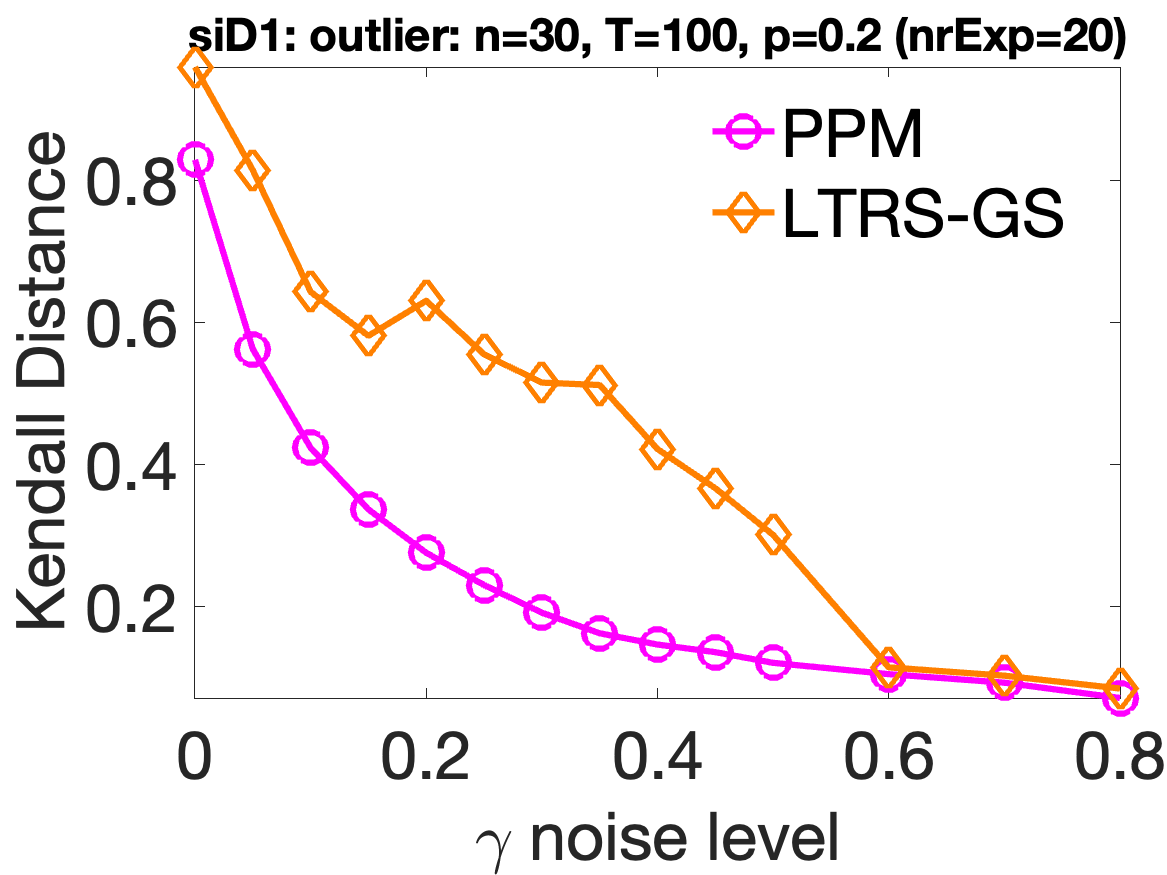 siD1: outlier: n=30, T=100, p=0.2 (nrExp=20)
PPM
LTRS-GS
Kendall Distance
0.8
0.6
0.4
0.2
0 0.2 0.4 0.6 0.8
γ noise level